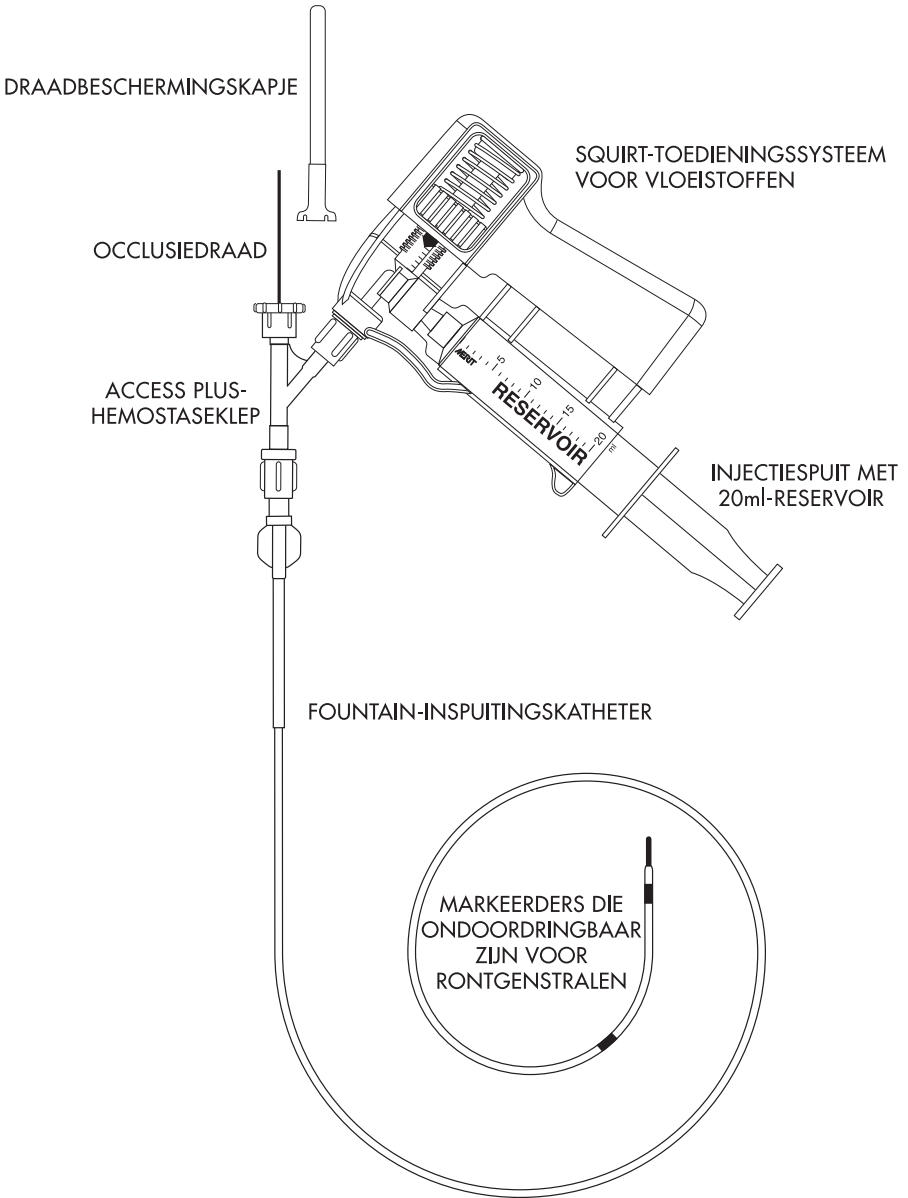 DRAADBESCHERMINGSKAPJE
SQUIRT-TOEDIENINGSSYSTEEM
VOOR VLOEISTOFFEN
OCCLUSIEDRAAD
ACCESS PLUS-
HEMOSTASEKLEP
MERIT
5
10
15
20
ml
RESERVOIR
INJECTIESPUIT MET
20ml-RESERVOIR
FOUNTAIN-INSPUITINGSKATHETER
MARKEERDERS DIE
ONDOORDRINGBAAR
ZIJN VOOR
RONTGENSTRALEN